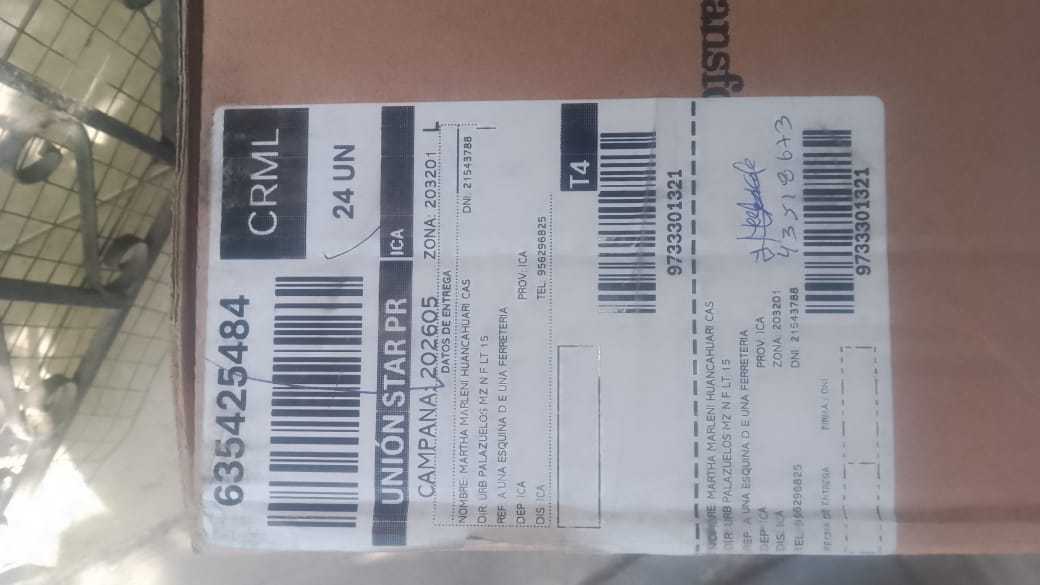 6354254484
CRML
24 UN
UNIÓN STAR PR
ICA
CAMPAÑA: 202605
ZONA: 203201
L
DATOS DE ENTREGA
NOMBRE: MARTHA MARLENI HUANCAHUARI CAS
DNI: 21543788
DIR: URB PALAZUELOS MZ N F LT 15
REF: A UNA ESQUINA D E UNA FERRETERIA
DEP: ICA
PROV: ICA
DIS: ICA
TEL: 956296825
T4
9733301321
NOMBRE: MARTHA MARLENI HUANCAHUARI CAS
DIR: URB PALAZUELOS MZ N F LT 15
REF: A UNA ESQUINA D E UNA FERRETERIA
DEP: ICA
PROV: ICA
DIS: ICA
ZONA: 203201
TEL: 956296825
DNI: 21543788
FECHA DE ENTREGA
FIRMA / DNI
43318673
9733301321